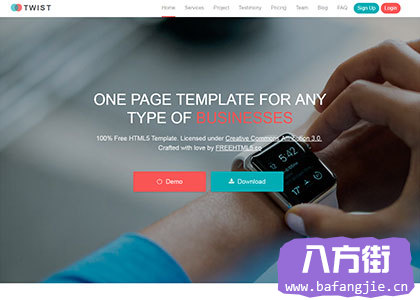 TWIST
Home Services Project Testimony Pricing Team Blog FAQ Sign Up Login
ONE PAGE TEMPLATE FOR ANY
TYPE OF BUSINESSES
100% Free HTML5 Template. Licensed under Creative Commons Attribution 3.0.
Crafted with love by FREEHTML5.co
Demo Download
八方街
www.bafangjie.cn